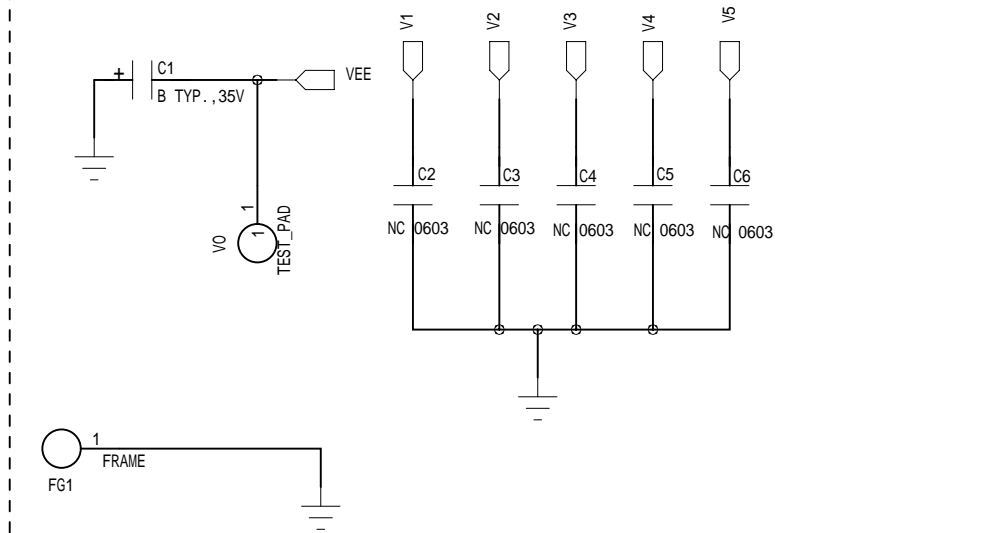 V1
V2
V3
V4
V5
+
C1
VEE
B TYP.,35V
C2
C3
C4
C5
C6
NC 0603
NC 0603
NC 0603
NC 0603
NC 0603
1
1
V0
TEST_PAD
1
FRAME
FG1